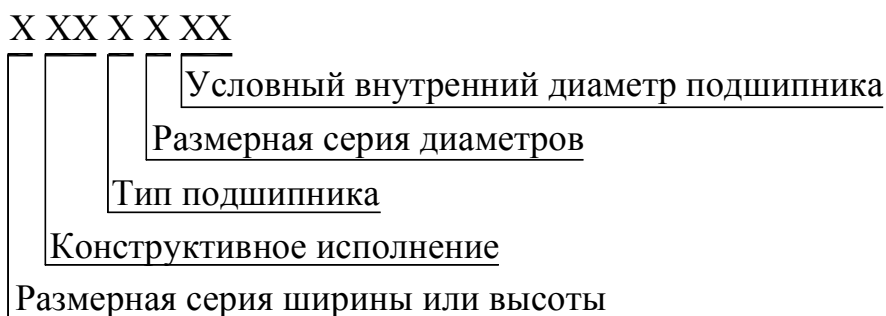 X XX X X XX
Условный внутренний диаметр подшипника
Размерная серия диаметров
Тип подшипника
Конструктивное исполнение
Размерная серия ширины или высоты